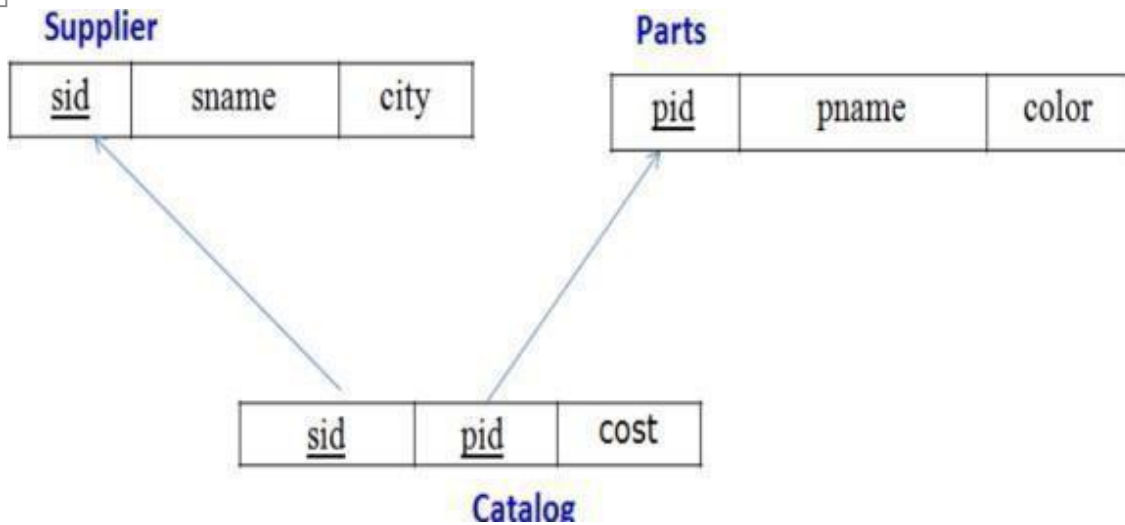 Supplier
Parts
sid sname city
pid pname color
sid pid cost
Catalog